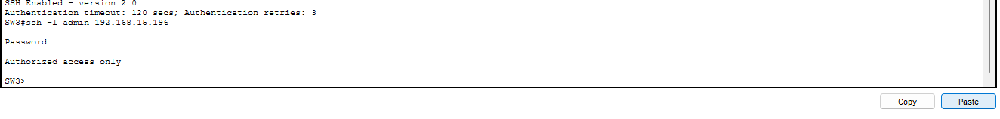 SSH Enabled - version 2.0
Authentication timeout: 120 secs; Authentication retries: 3
SW3#ssh -l admin 192.168.15.196
Password:
Authorized access only
SW3>
Copy
Paste